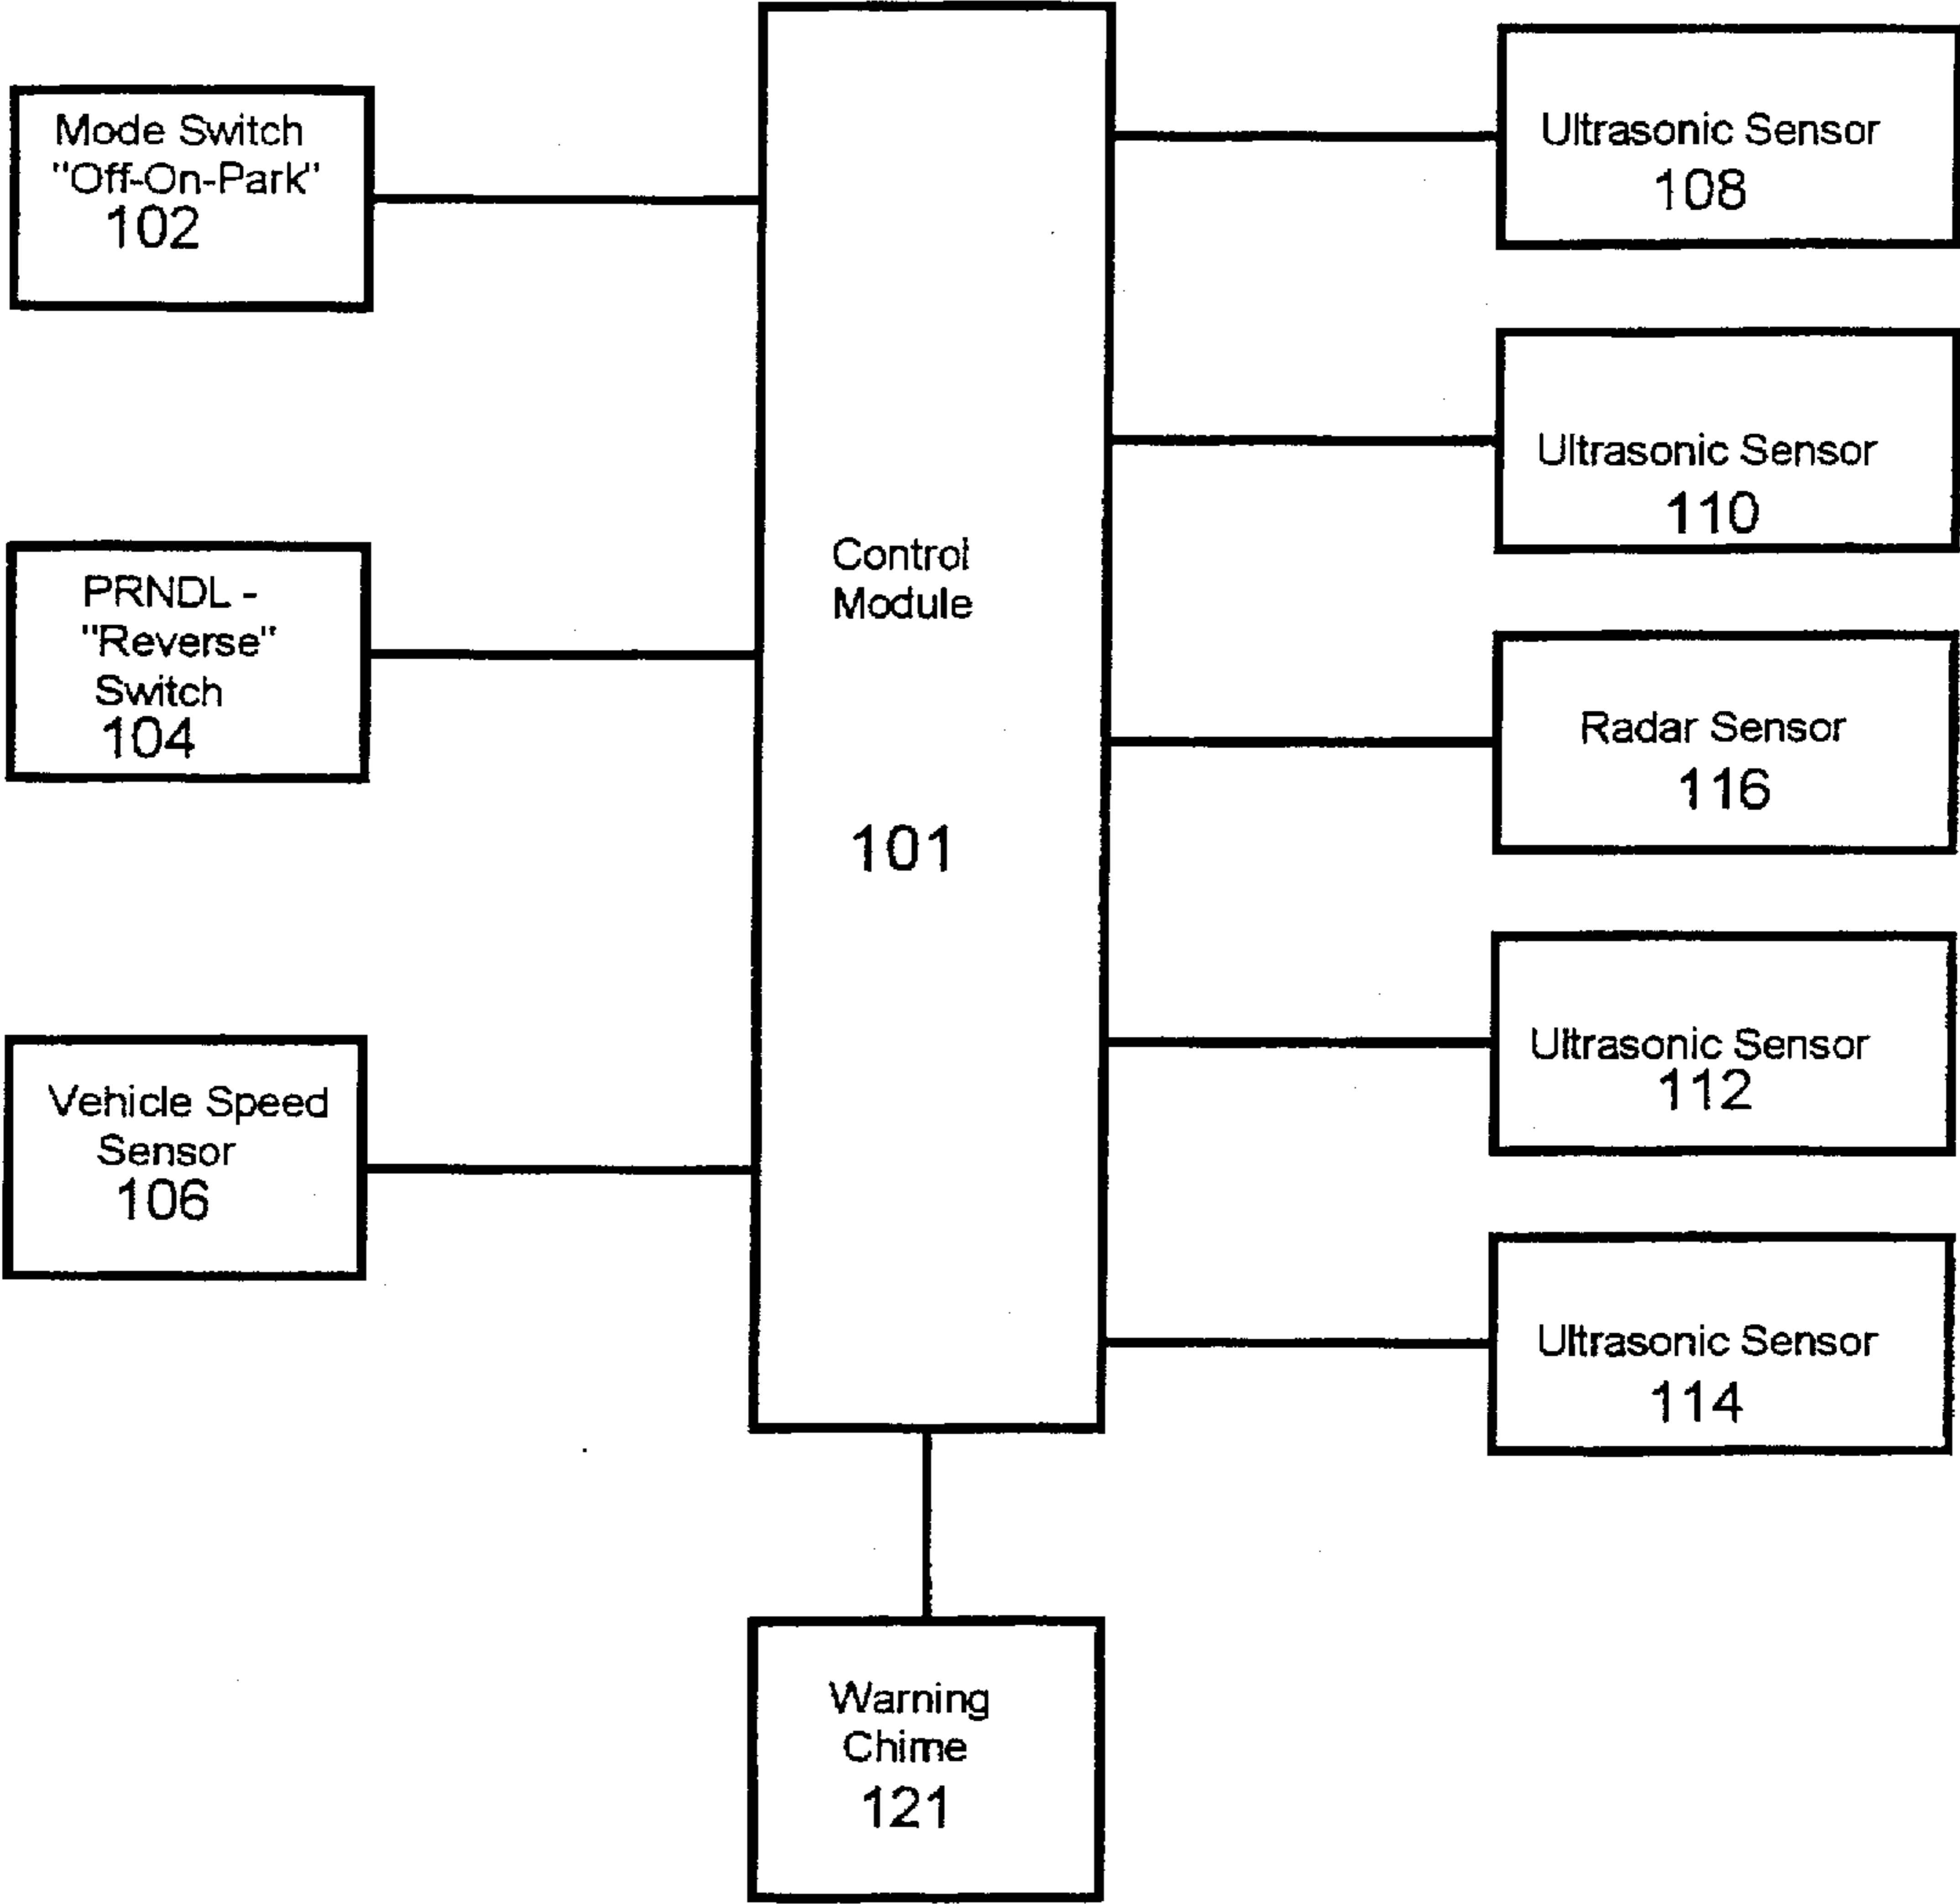 Mode Switch
"Off-On-Park"
102
PRNDL -
"Reverse"
Switch
104
Vehicle Speed
Sensor
106
Control
Module
101
Warning
Chime
121
Ultrasonic Sensor
108
Ultrasonic Sensor
110
Radar Sensor
116
Ultrasonic Sensor
112
Ultrasonic Sensor
114